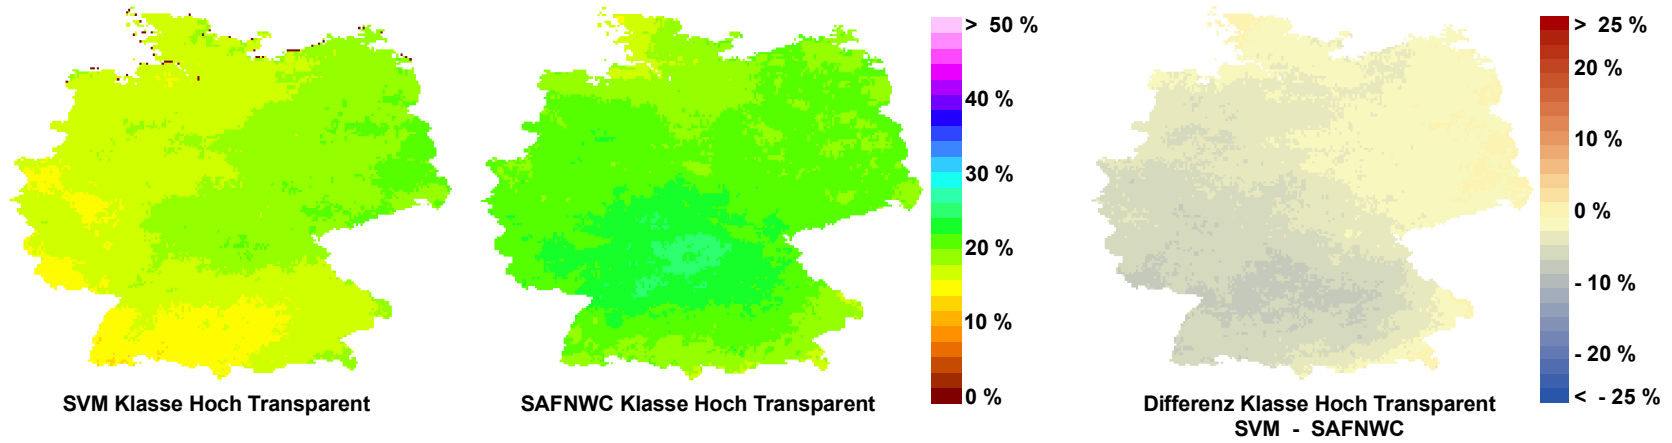 > 50 %
40 %
30 %
20 %
10 %
0 %
> 25 %
20 %
10 %
0 %
- 10 %
- 20 %
< - 25 %
SVM Klasse Hoch Transparent
SAFNWC Klasse Hoch Transparent
Differenz Klasse Hoch Transparent
SVM - SAFNWC